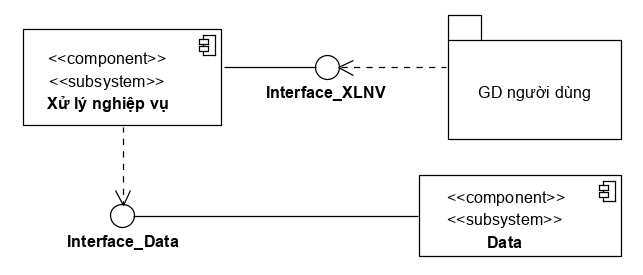 <<component>>
<<subsystem>>
Xử lý nghiệp vụ
Interface_XLNV
GD người dùng
Interface_Data
<<component>>
<<subsystem>>
Data